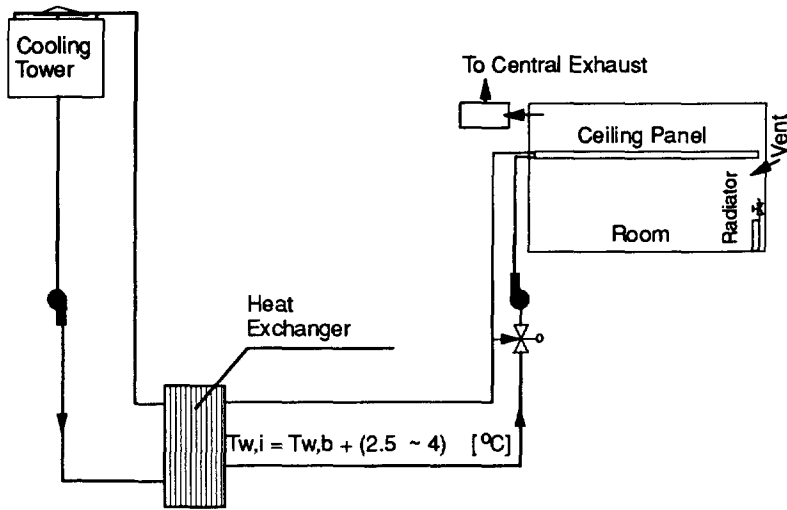 Cooling
Tower
To Central Exhaust
Ceiling Panel
Vent
Radiator
Room
Heat
Exchanger
Tw,i = Tw,b + (2.5 ~ 4) [°C]